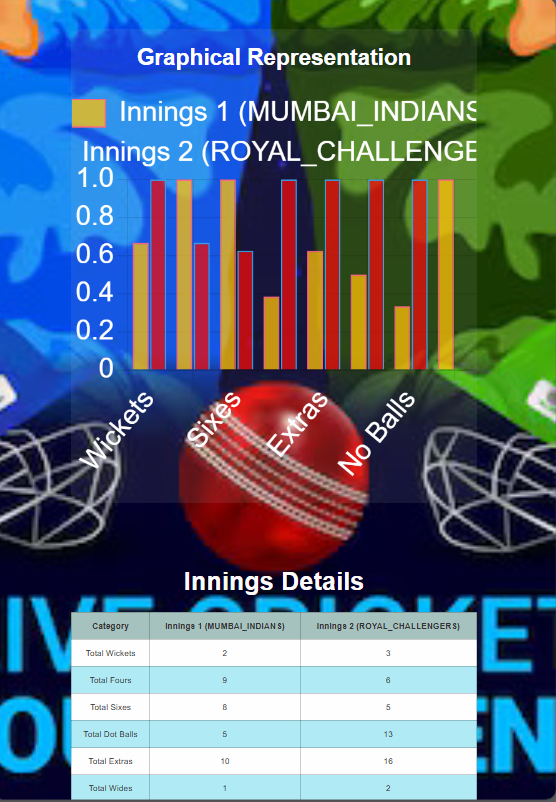 Graphical Representation
Innings 1 (MUMBAI_INDIANS
Innings 2 (ROYAL_CHALLENGE
1.0
0.8
0.6
0.4
0.2
0
Wickets
Sixes
Extras
No Balls
Innings Details
IVE CRICKET
Category Innings 1 (MUMBAI_INDIANS) Innings 2 (ROYAL_CHALLENGERS)
Total Wickets 2 3
Total Fours 9 6
Total Sixes 8 5
Total Dot Balls 5 13
Total Extras 10 16
Total Wides 1 2